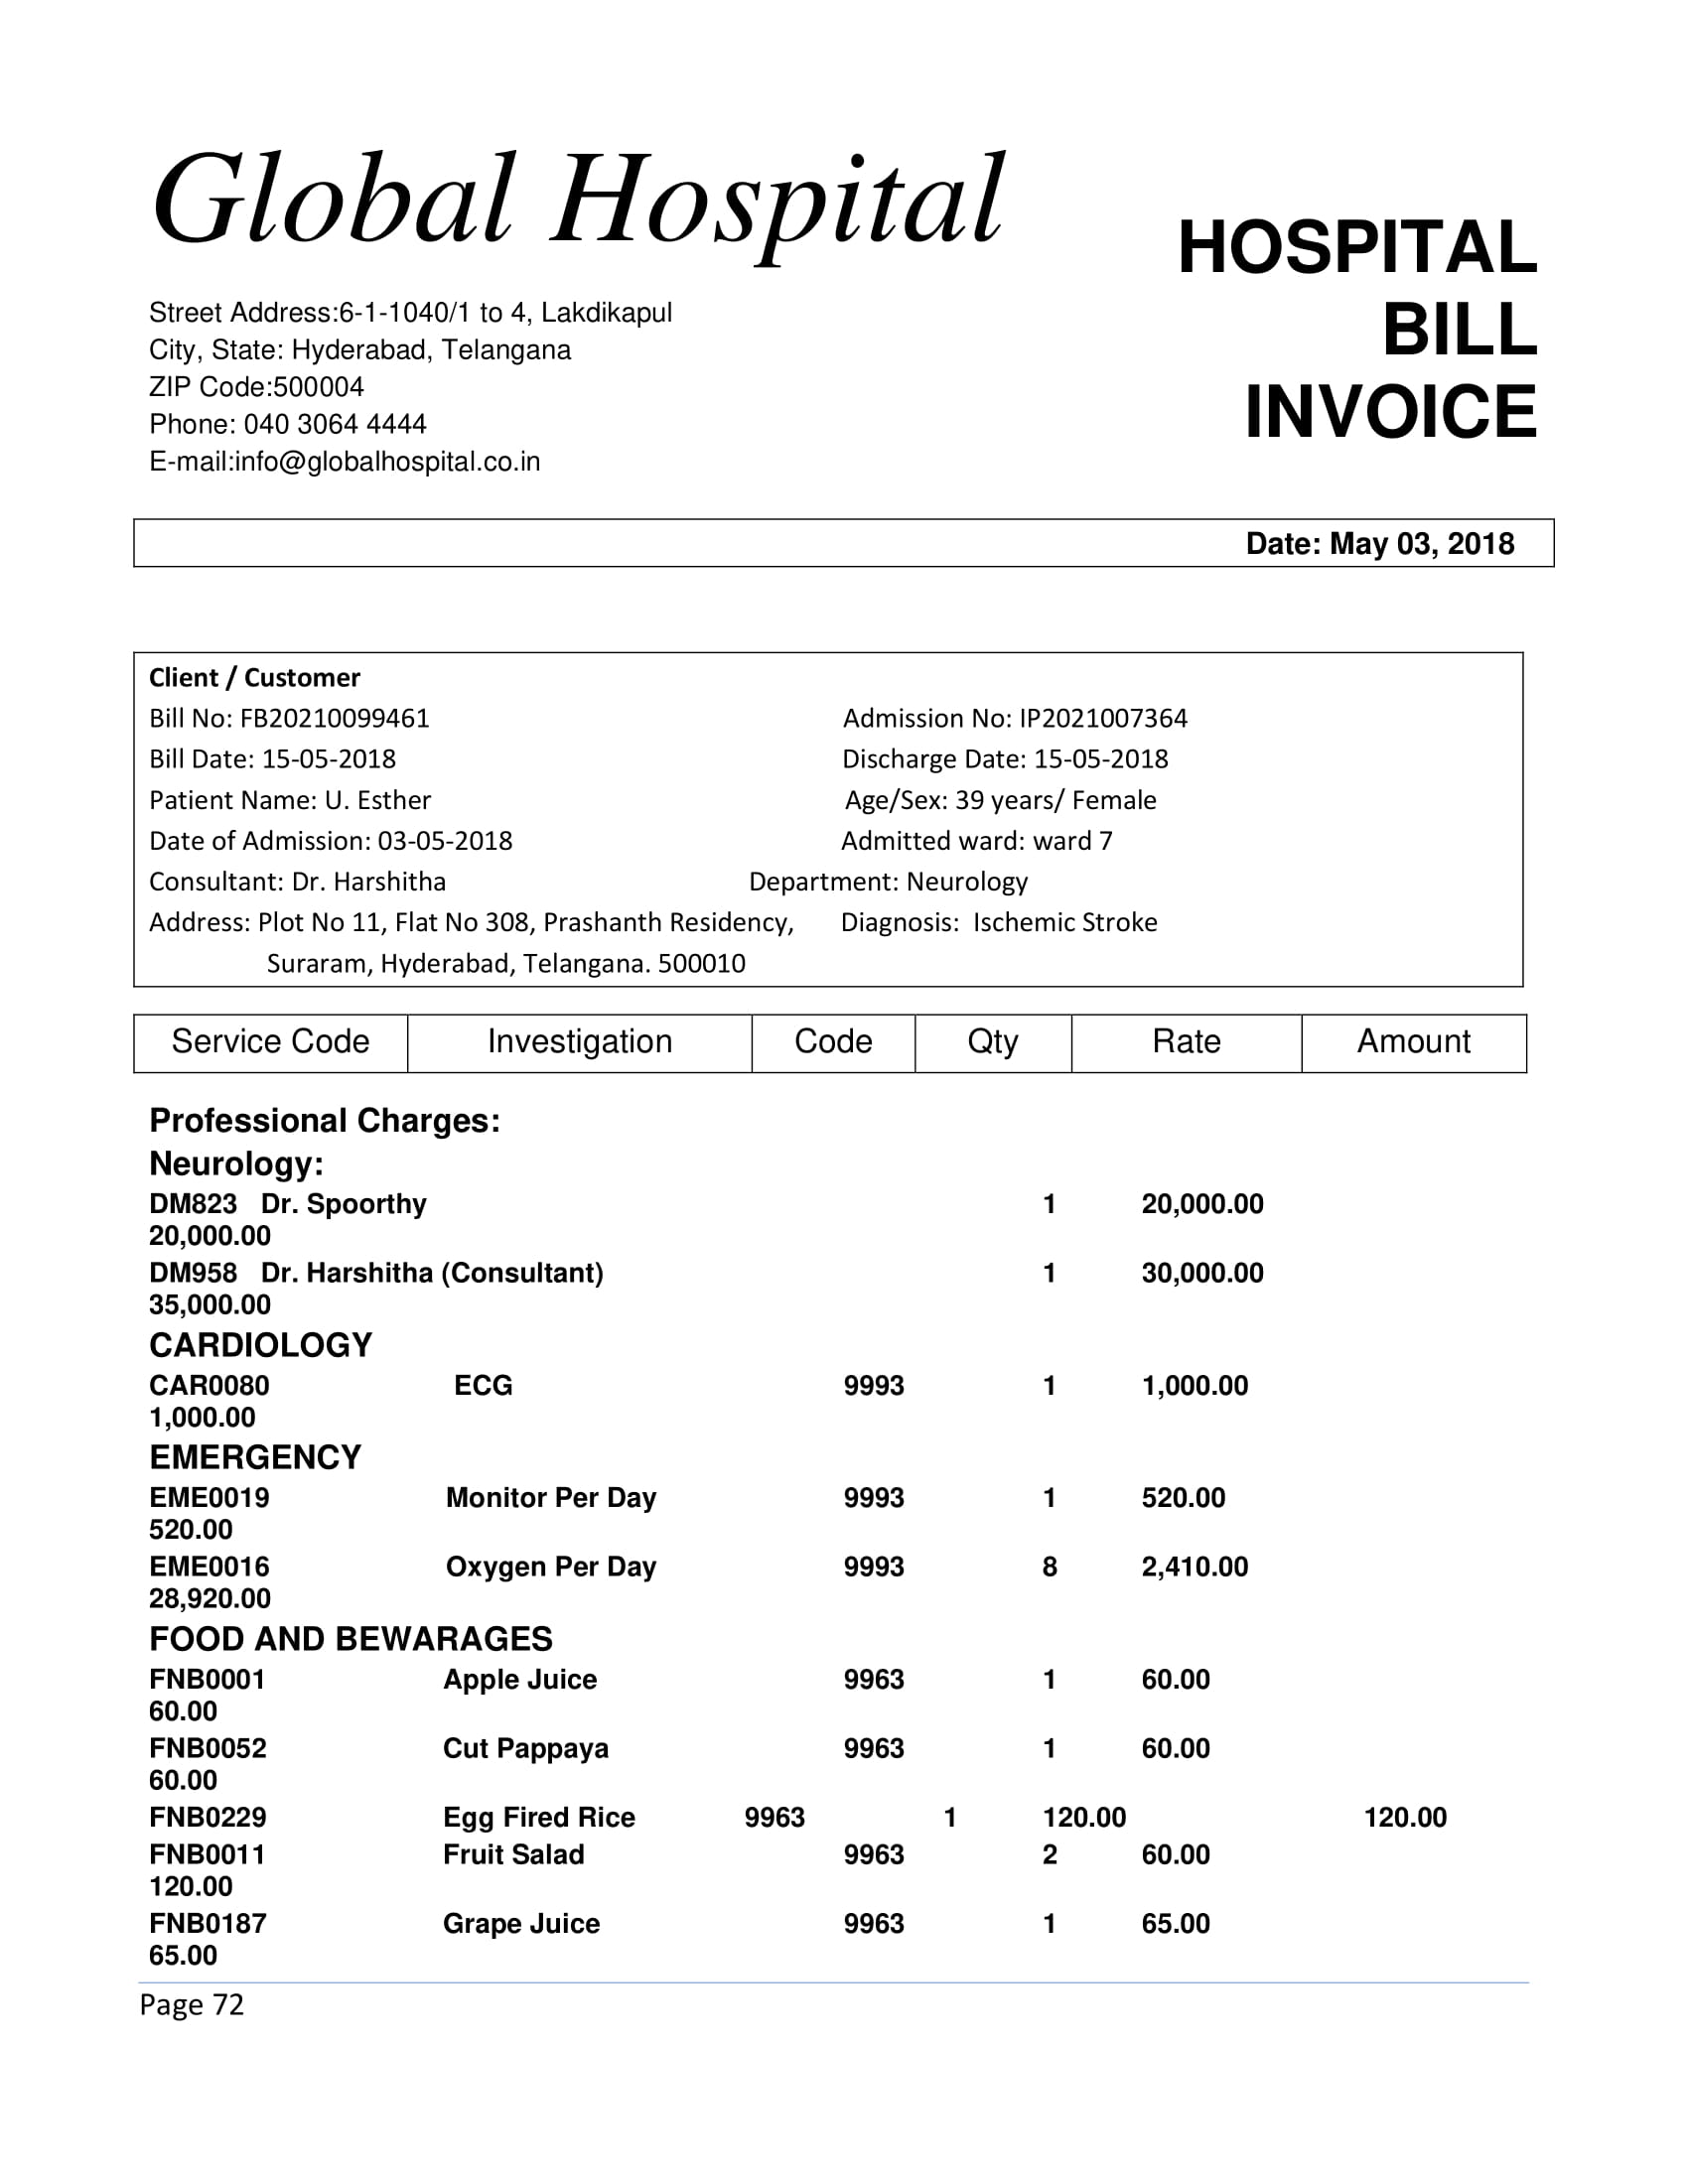 Global Hospital
HOSPITAL
BILL
INVOICE
Street Address:6-1-1040/1 to 4, Lakdikapul
City, State: Hyderabad, Telangana
ZIP Code:500004
Phone: 040 3064 4444
E-mail:info@globalhospital.co.in
Date: May 03, 2018
Client / Customer
Bill No: FB20210099461 Admission No: IP2021007364
Bill Date: 15-05-2018 Discharge Date: 15-05-2018
Patient Name: U. Esther Age/Sex: 39 years/ Female
Date of Admission: 03-05-2018 Admitted ward: ward 7
Consultant: Dr. Harshitha Department: Neurology
Address: Plot No 11, Flat No 308, Prashanth Residency, Diagnosis: Ischemic Stroke
Suraram, Hyderabad, Telangana. 500010
Service Code Investigation Code Qty Rate Amount
Professional Charges:
Neurology:
DM823 Dr. Spoorthy 1 20,000.00
20,000.00
DM958 Dr. Harshitha (Consultant) 1 30,000.00
35,000.00
CARDIOLOGY
CAR0080 ECG 9993 1 1,000.00
1,000.00
EMERGENCY
EME0019 Monitor Per Day 9993 1 520.00
520.00
EME0016 Oxygen Per Day 9993 8 2,410.00
28,920.00
FOOD AND BEWARAGES
FNB0001 Apple Juice 9963 1 60.00
60.00
FNB0052 Cut Pappaya 9963 1 60.00
60.00
FNB0229 Egg Fired Rice 9963 1 120.00 120.00
FNB0011 Fruit Salad 9963 2 60.00
120.00
FNB0187 Grape Juice 9963 1 65.00
65.00
Page 72